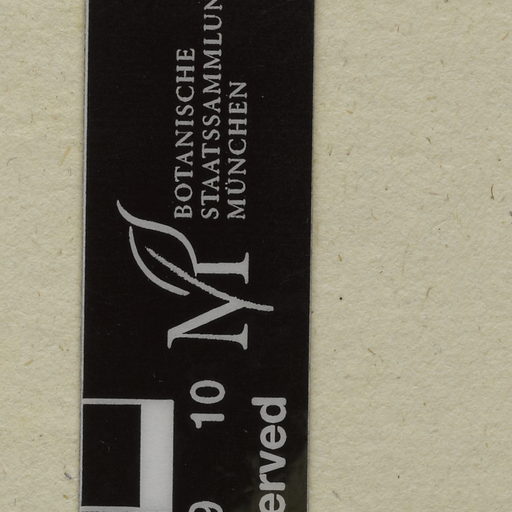 BOTANISCHE
STAATSSAMMLUN
MÜNCHEN
M
9 10
erved